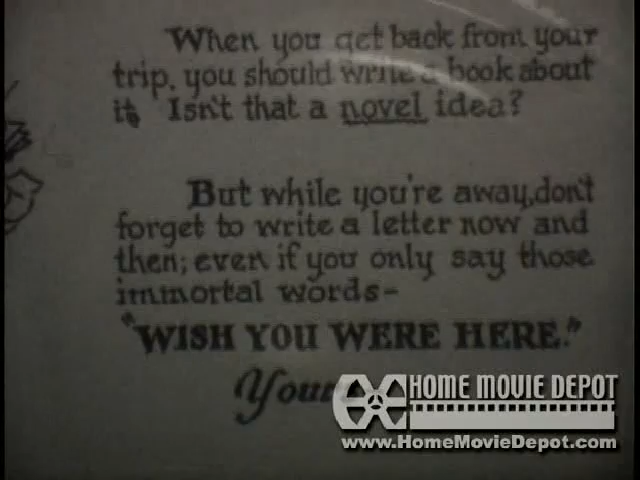 When you get back from your
trip, you should write a book about
it. Isn't that a novel idea?
But while you're away, don't
forget to write a letter now and
then; even if you only say those
immortal words-
"WISH YOU WERE HERE."
HOME MOVIE DEPOT
www.HomeMovieDepot.com